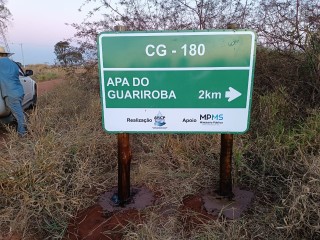 CG - 180
APA DO
GUARIROBA 2km
Realização
Apoio
MPMS